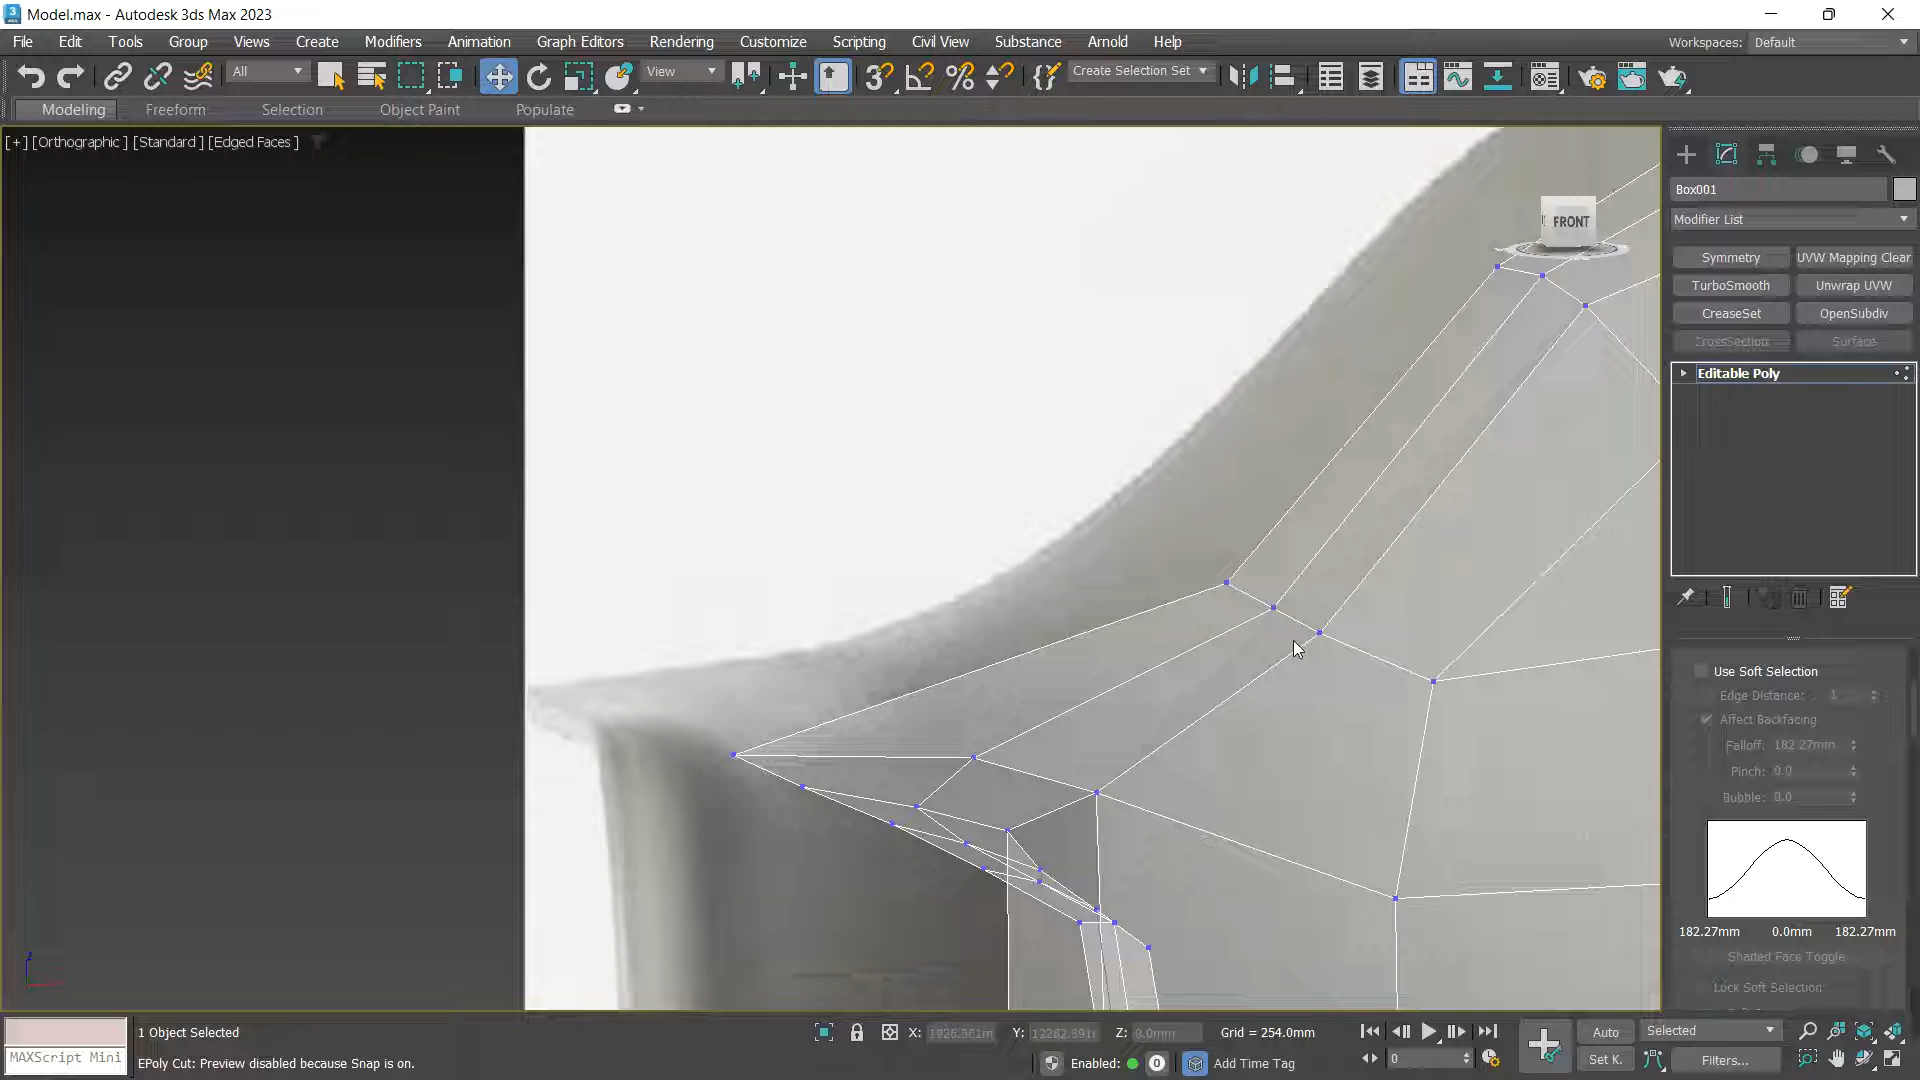 Model.max - Autodesk 3ds Max 2023
File Edit Tools Group Views Create Modifiers Animation Graph Editors Rendering Customize Scripting Civil View Substance Arnold Help
Workspaces: Default
All View Create Selection Set
Modeling Freeform Selection Object Paint Populate
[+] [Orthographic ] [Standard ] [Edged Faces ]
FRONT
Box001
Modifier List
Symmetry UVW Mapping Clear
TurboSmooth Unwrap UVW
CreaseSet OpenSubdiv
CrossSection Surface
Editable Poly
Use Soft Selection
Edge Distance: 1
Affect Backfacing
Falloff: 182.27mm
Pinch: 0.0
Bubble: 0.0
182.27mm 0.0mm 182.27mm
Shaded Face Toggle
Lock Soft Selection
1 Object Selected
X: Y: Z: 0.0mm Grid = 254.0mm
Auto Selected
MAXScript Mini
EPoly Cut: Preview disabled because Snap is on.
Enabled: 0 Add Time Tag
0
Set K. Filters...